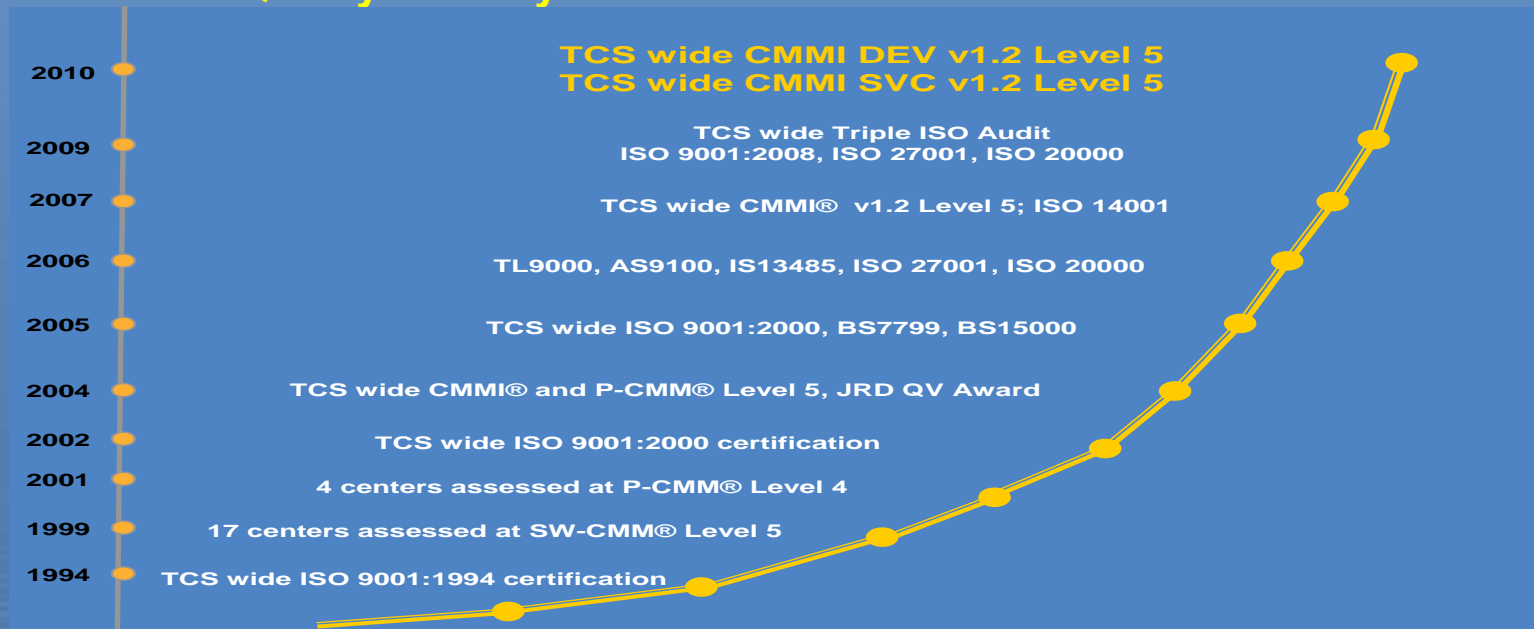 2010
TCS wide CMMI DEV v1.2 Level 5
TCS wide CMMI SVC v1.2 Level 5
2009
TCS wide Triple ISO Audit
ISO 9001:2008, ISO 27001, ISO 20000
2007
TCS wide CMMI® v1.2 Level 5; ISO 14001
2006
TL9000, AS9100, IS13485, ISO 27001, ISO 20000
2005
TCS wide ISO 9001:2000, BS7799, BS15000
2004
TCS wide CMMI® and P-CMM® Level 5, JRD QV Award
2002
TCS wide ISO 9001:2000 certification
2001
4 centers assessed at P-CMM® Level 4
1999
17 centers assessed at SW-CMM® Level 5
1994
TCS wide ISO 9001:1994 certification